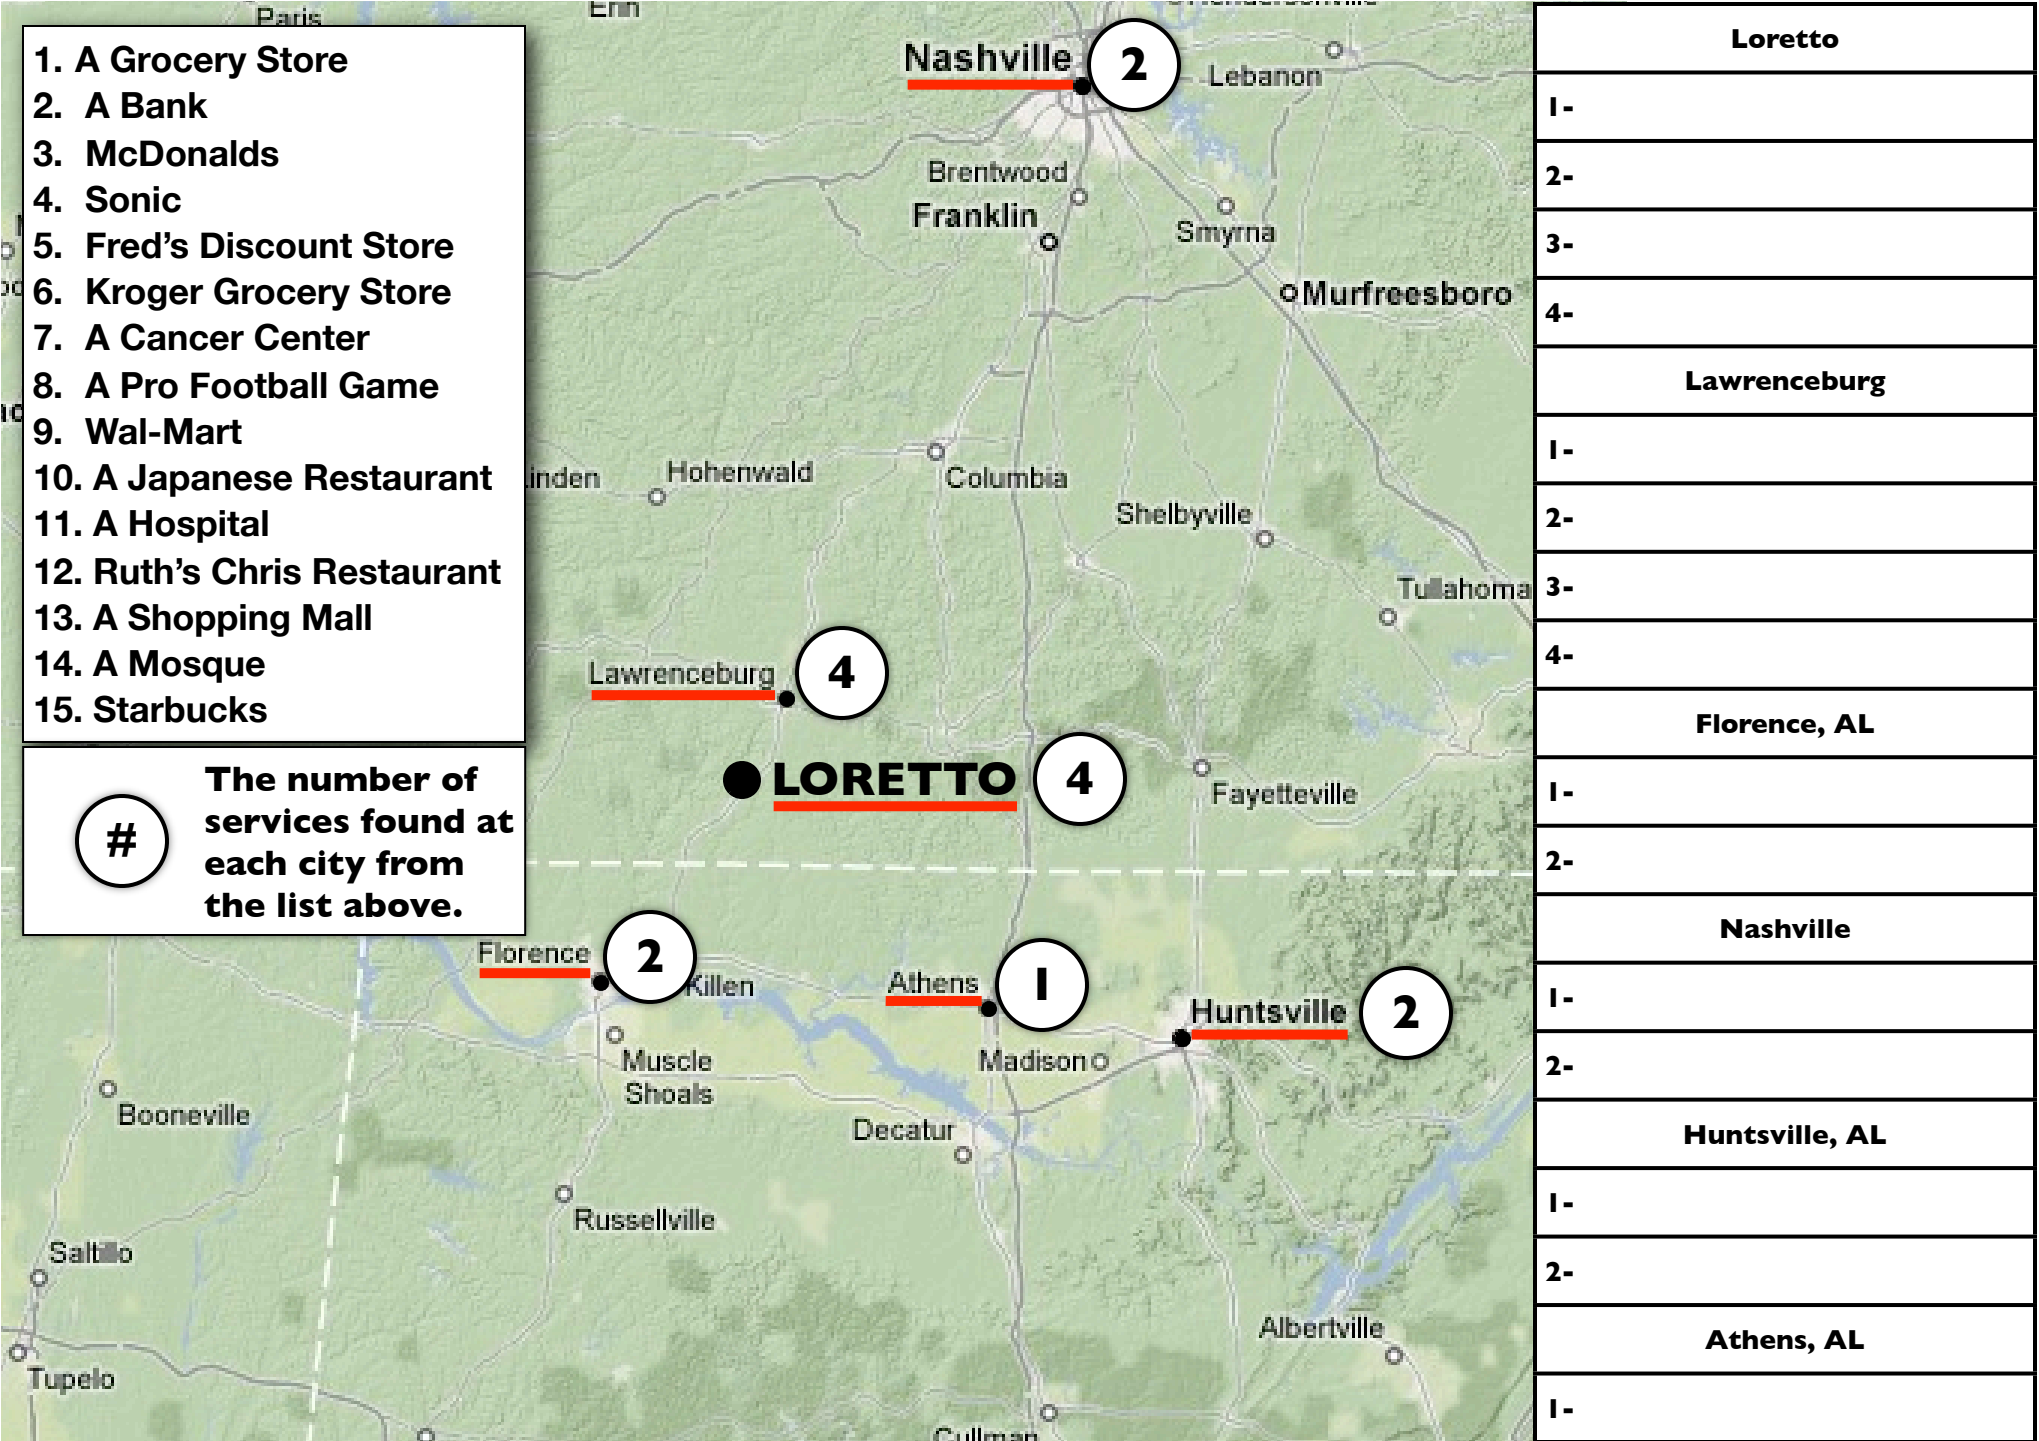 Paris
Erin
1. A Grocery Store
2. A Bank
3. McDonalds
4. Sonic
5. Fred's Discount Store
6. Kroger Grocery Store
7. A Cancer Center
8. A Pro Football Game
9. Wal-Mart
10. A Japanese Restaurant
11. A Hospital
12. Ruth's Chris Restaurant
13. A Shopping Mall
14. A Mosque
15. Starbucks
#
The number of
services found at
each city from
the list above.
Nashville
2
Lebanon
Brentwood
Franklin
Smyrna
Murfreesboro
inden
Hohenwald
Columbia
Shelbyville
Tullahoma
Lawrenceburg
4
LORETTO
4
Fayetteville
Florence
2
Killen
Athens
1
Huntsville
2
Muscle
Shoals
Madison
Booneville
Decatur
Russellville
Saltillo
Albertville
Tupelo
Cullman
Loretto
1-
2-
3-
4-
Lawrenceburg
1-
2-
3-
4-
Florence, AL
1-
2-
Nashville
1-
2-
Huntsville, AL
1-
2-
Athens, AL
1-